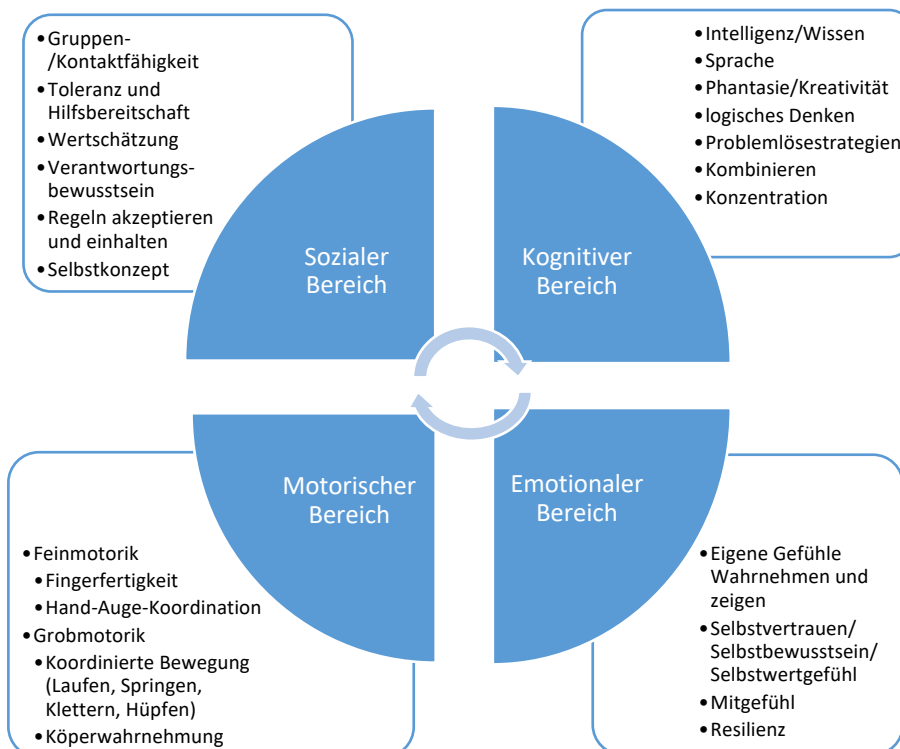 •Gruppen-
/Kontaktfähigkeit
•Toleranz und
Hilfsbereitschaft
•Wertschätzung
•Verantwortungs-
bewusstsein
•Regeln akzeptieren
und einhalten
•Selbstkonzept
•Intelligenz/Wissen
•Sprache
•Phantasie/Kreativität
•logisches Denken
•Problemlösestrategien
•Kombinieren
•Konzentration
Sozialer
Bereich
Kognitiver
Bereich
Motorischer
Bereich
Emotionaler
Bereich
•Feinmotorik
•Fingerfertigkeit
•Hand-Auge-Koordination
•Grobmotorik
•Koordinierte Bewegung
(Laufen, Springen,
Klettern, Hüpfen)
•Köperwahrnehmung
•Eigene Gefühle
Wahrnehmen und
zeigen
•Selbstvertrauen/
Selbstbewusstsein/
Selbstwertgefühl
•Mitgefühl
•Resilienz